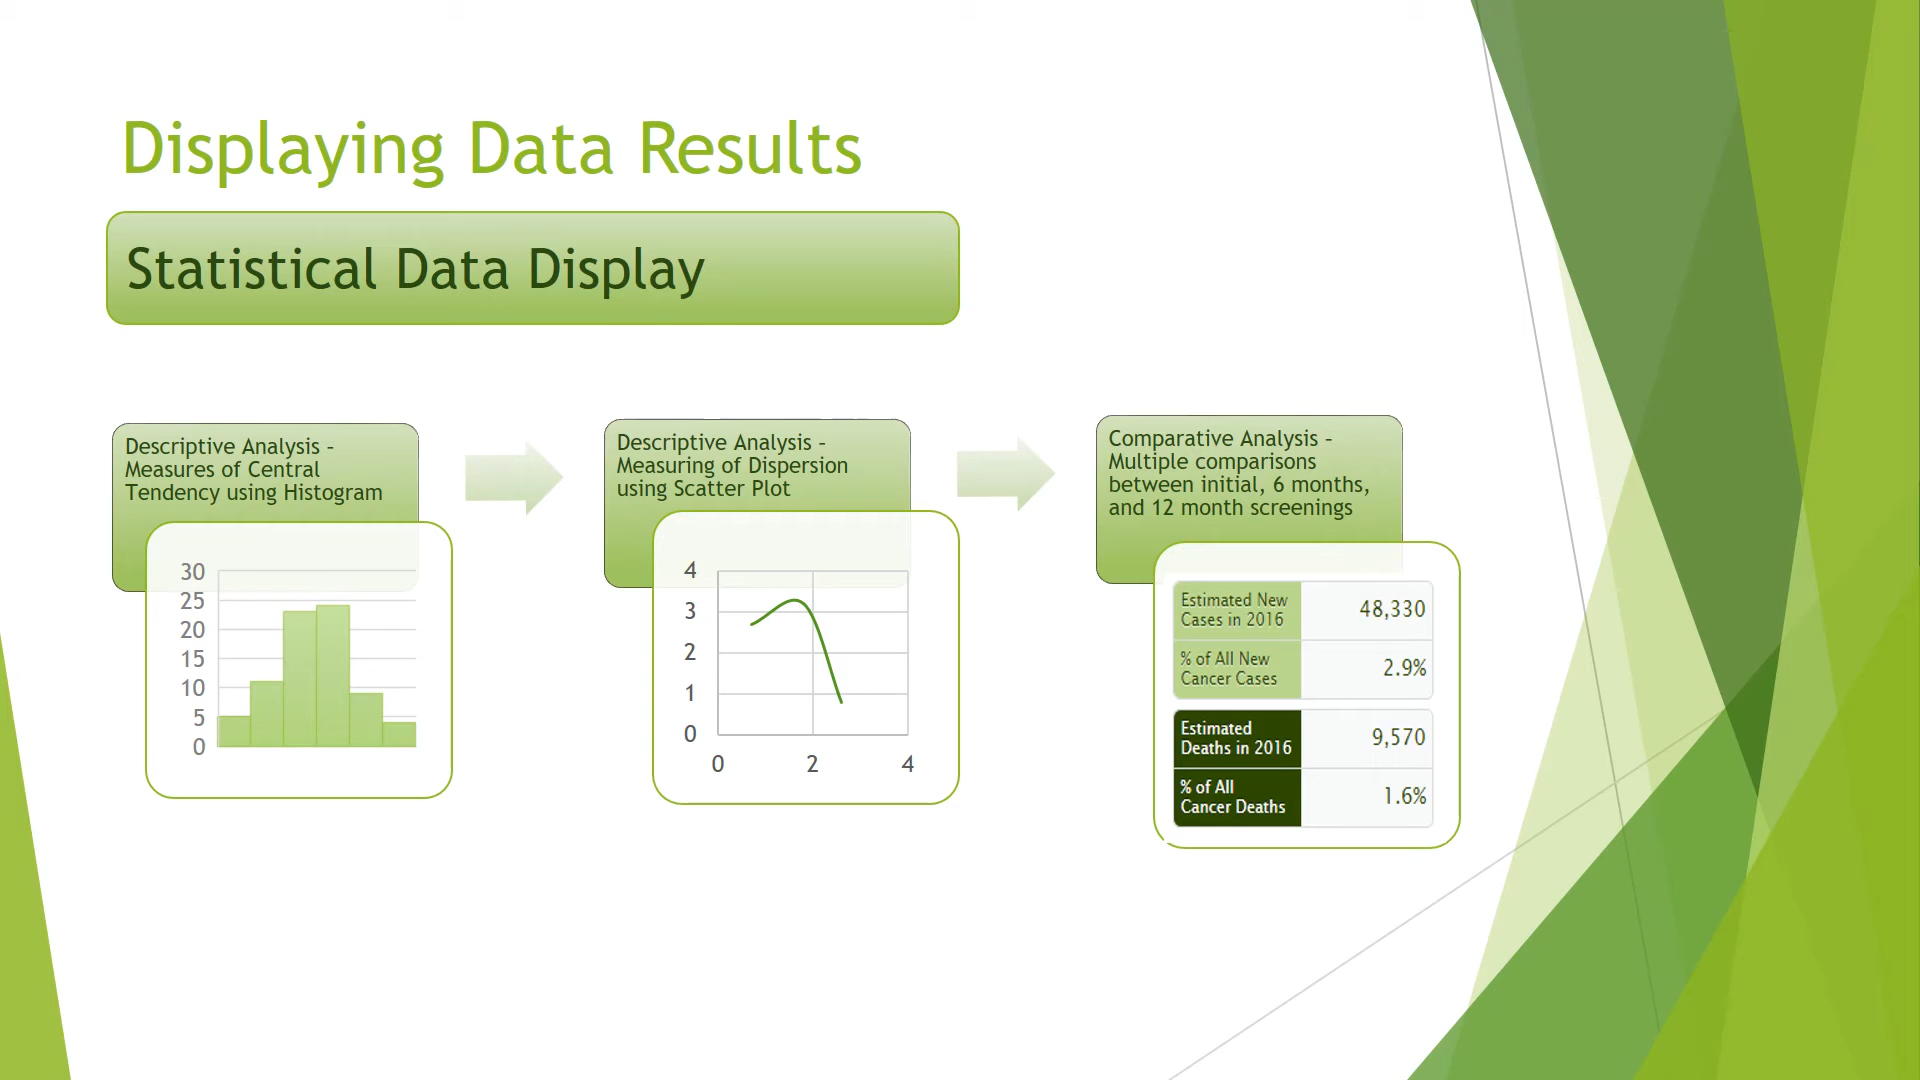 Displaying Data Results
Statistical Data Display
Descriptive Analysis –
Measures of Central
Tendency using Histogram
30
25
20
15
10
5
0
Descriptive Analysis –
Measuring of Dispersion
using Scatter Plot
4
3
2
1
0
0 2 4
Comparative Analysis –
Multiple comparisons
between initial, 6 months,
and 12 month screenings
Estimated New
Cases in 2016
48,330
% of All New
Cancer Cases
2.9%
Estimated
Deaths in 2016
9,570
% of All
Cancer Deaths
1.6%